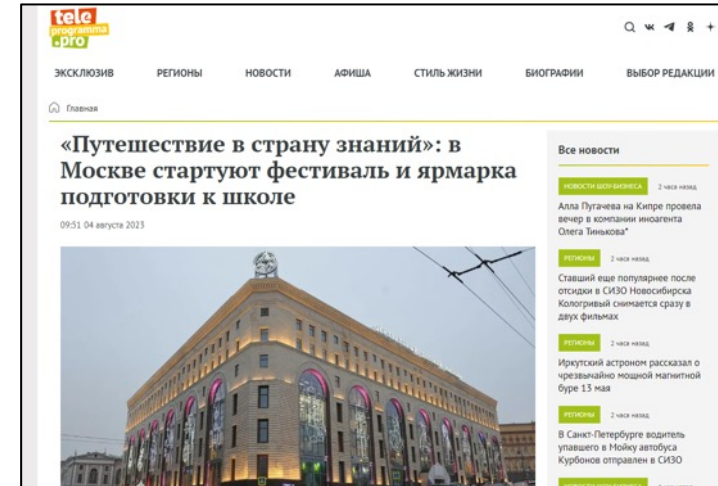 tele
programma
.pro
ЭКСКЛЮЗИВ РЕГИОНЫ НОВОСТИ АФИША СТИЛЬ ЖИЗНИ БИОГРАФИИ ВЫБОР РЕДАКЦИИ
Главная
«Путешествие в страну знаний»: в
Москве стартуют фестиваль и ярмарка
подготовки к школе
09:51 04 августа 2023
Все новости
НОВОСТИ ШОУ-БИЗНЕСА 2 часа назад
Алла Пугачева на Кипре провела
вечер в компании иноагента
Олега Тинькова*
РЕГИОНЫ 2 часа назад
Ставший еще популярнее после
отсидки в СИЗО Новосибирска
Кологривый снимается сразу в
двух фильмах
РЕГИОНЫ 2 часа назад
Иркутский астроном рассказал о
чрезвычайно мощной магнитной
буре 13 мая
РЕГИОНЫ 2 часа назад
В Санкт-Петербурге водитель
упавшего в Мойку автобуса
Курбонов отправлен в СИЗО